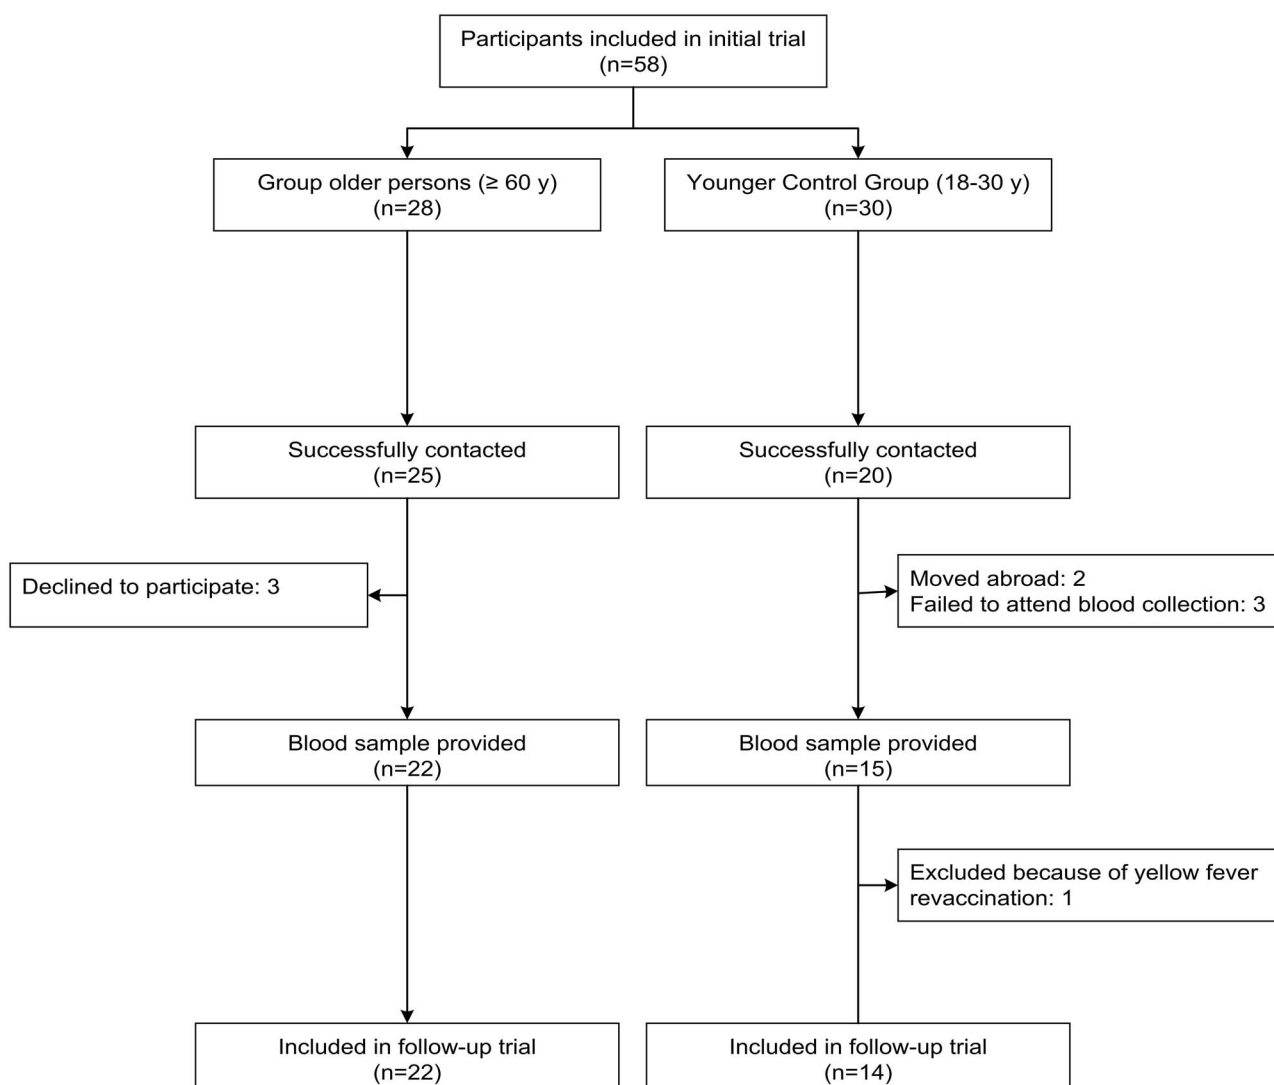 Participants included in initial trial
(n=58)
Group older persons (≥ 60 y)
(n=28)
Younger Control Group (18-30 y)
(n=30)
Successfully contacted
(n=25)
Successfully contacted
(n=20)
Declined to participate: 3
Moved abroad: 2
Failed to attend blood collection: 3
Blood sample provided
(n=22)
Blood sample provided
(n=15)
Excluded because of yellow fever
revaccination: 1
Included in follow-up trial
(n=22)
Included in follow-up trial
(n=14)